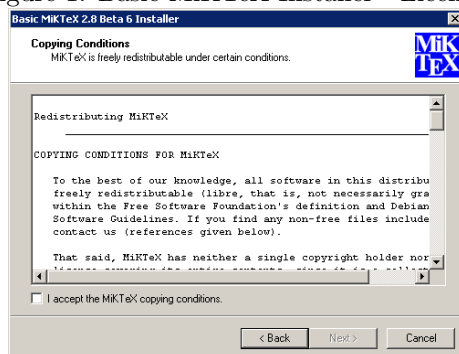 Basic MiKTeX 2.8 Beta 6 Installer
Copying Conditions
MiKTeX is freely redistributable under certain conditions.
MiK
TEX
Redistributing MiKTeX
COPYING CONDITIONS FOR MiKTeX
To the best of our knowledge, all software in this distribu
freely redistributable (libre, that is, not necessarily gra
within the Free Software Foundation's definition and Debian
Software Guidelines. If you find any non-free files include
contact us (references given below).
That said, MiKTeX has neither a single copyright holder nor
I accept the MiKTeX copying conditions.
< Back
Next >
Cancel